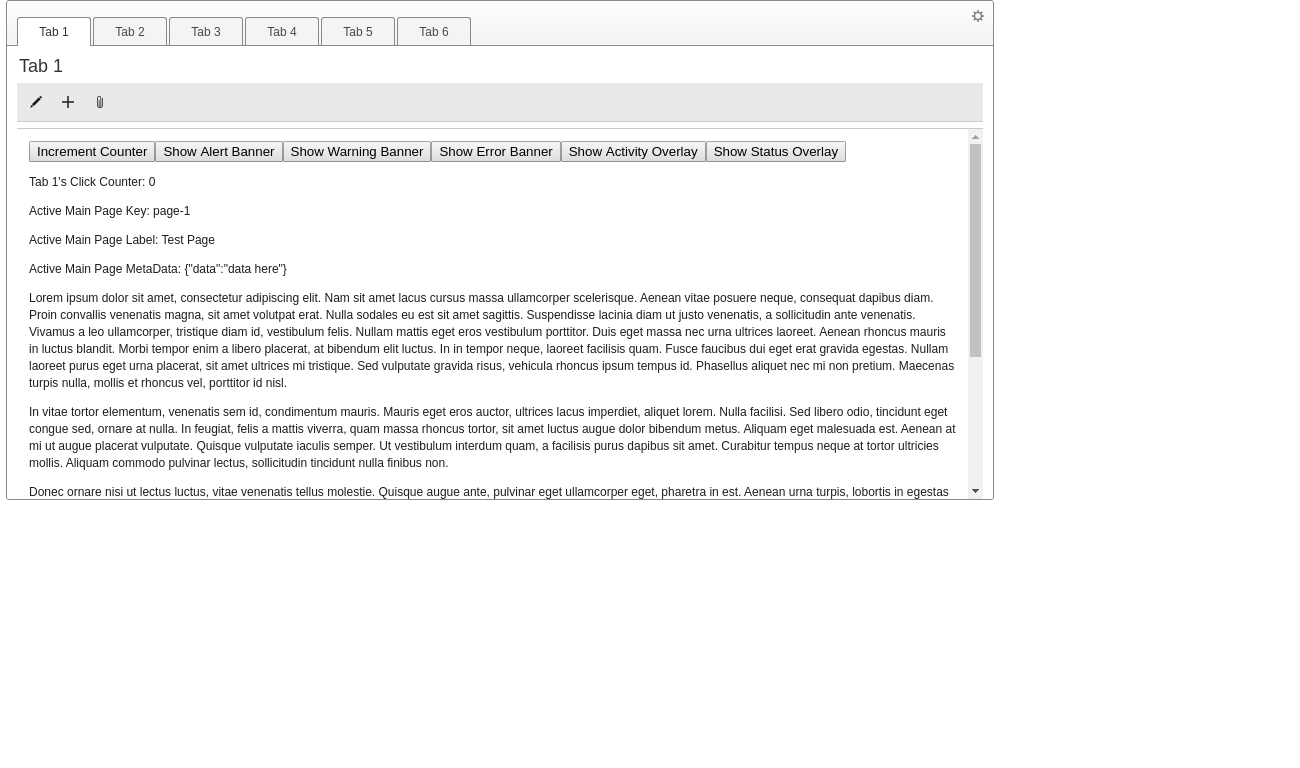 Tab 1 Tab 2 Tab 3 Tab 4 Tab 5 Tab 6
Tab 1
Increment Counter Show Alert Banner Show Warning Banner Show Error Banner Show Activity Overlay Show Status Overlay
Tab 1's Click Counter: 0
Active Main Page Key: page-1
Active Main Page Label: Test Page
Active Main Page MetaData: {"data":"data here"}
Lorem ipsum dolor sit amet, consectetur adipiscing elit. Nam sit amet lacus cursus massa ullamcorper scelerisque. Aenean vitae posuere neque, consequat dapibus diam.
Proin convallis venenatis magna, sit amet volutpat erat. Nulla sodales eu est sit amet sagittis. Suspendisse lacinia diam ut justo venenatis, a sollicitudin ante venenatis.
Vivamus a leo ullamcorper, tristique diam id, vestibulum felis. Nullam mattis eget eros vestibulum porttitor. Duis eget massa nec urna ultrices laoreet. Aenean rhoncus mauris
in luctus blandit. Morbi tempor enim a libero placerat, at bibendum elit luctus. In in tempor neque, laoreet facilisis quam. Fusce faucibus dui eget erat gravida egestas. Nullam
laoreet purus eget urna placerat, sit amet ultrices mi tristique. Sed vulputate gravida risus, vehicula rhoncus ipsum tempus id. Phasellus aliquet nec mi non pretium. Maecenas
turpis nulla, mollis et rhoncus vel, porttitor id nisl.
In vitae tortor elementum, venenatis sem id, condimentum mauris. Mauris eget eros auctor, ultrices lacus imperdiet, aliquet lorem. Nulla facilisi. Sed libero odio, tincidunt eget
congue sed, ornare at nulla. In feugiat, felis a mattis viverra, quam massa rhoncus tortor, sit amet luctus augue dolor bibendum metus. Aliquam eget malesuada est. Aenean at
mi ut augue placerat vulputate. Quisque vulputate iaculis semper. Ut vestibulum interdum quam, a facilisis purus dapibus sit amet. Curabitur tempus neque at tortor ultricies
mollis. Aliquam commodo pulvinar lectus, sollicitudin tincidunt nulla finibus non.
Donec ornare nisi ut lectus luctus, vitae venenatis tellus molestie. Quisque augue ante, pulvinar eget ullamcorper eget, pharetra in est. Aenean urna turpis, lobortis in egestas